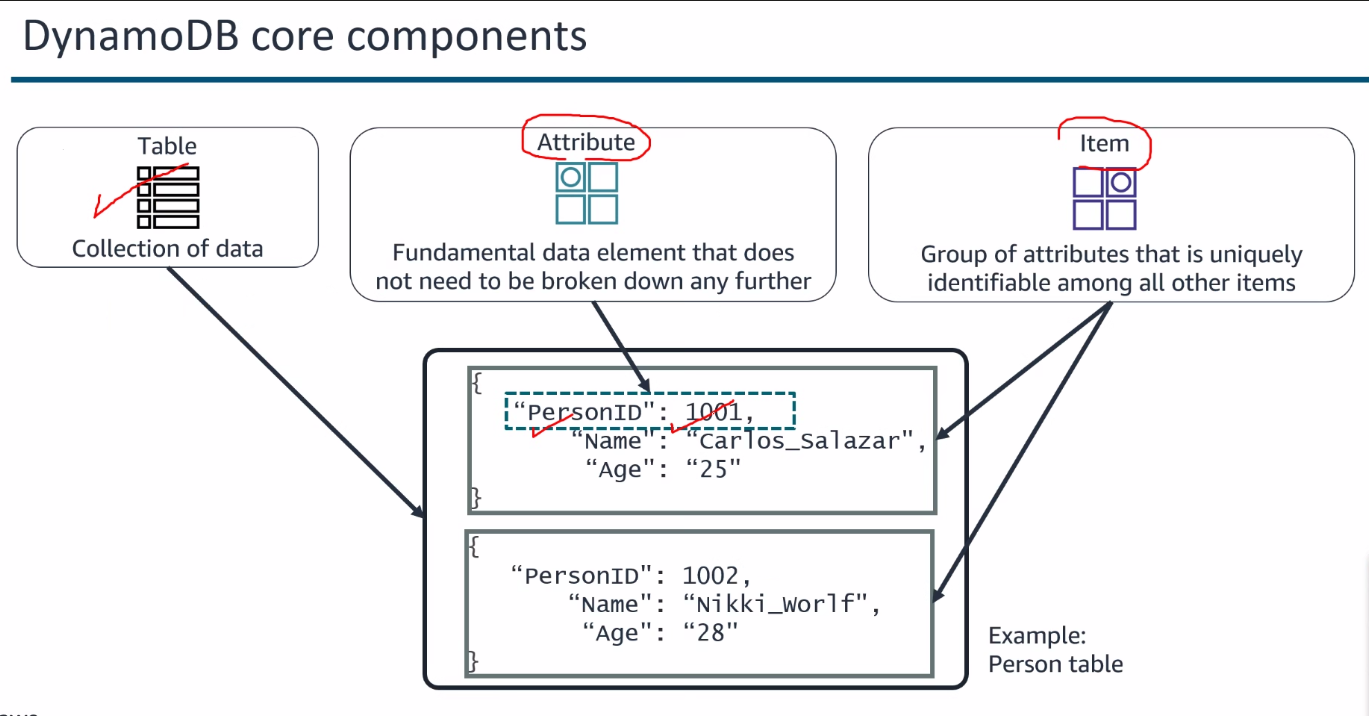 DynamoDB core components
Table
Collection of data
Attribute
Fundamental data element that does
not need to be broken down any further
Item
Group of attributes that is uniquely
identifiable among all other items
{
“PersonID": 1001,
“Name": “Carlos_Salazar",
“Age": “25"
}
{
“PersonID": 1002,
“Name": “Nikki_Worlf",
“Age": “28"
}
Example:
Person table